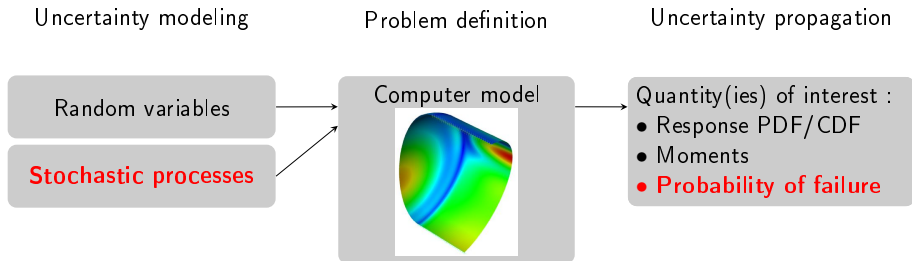 Uncertainty modeling
Problem definition
Uncertainty propagation
Random variables
Stochastic processes
Computer model
Quantity(ies) of interest :
• Response PDF/CDF
• Moments
• Probability of failure